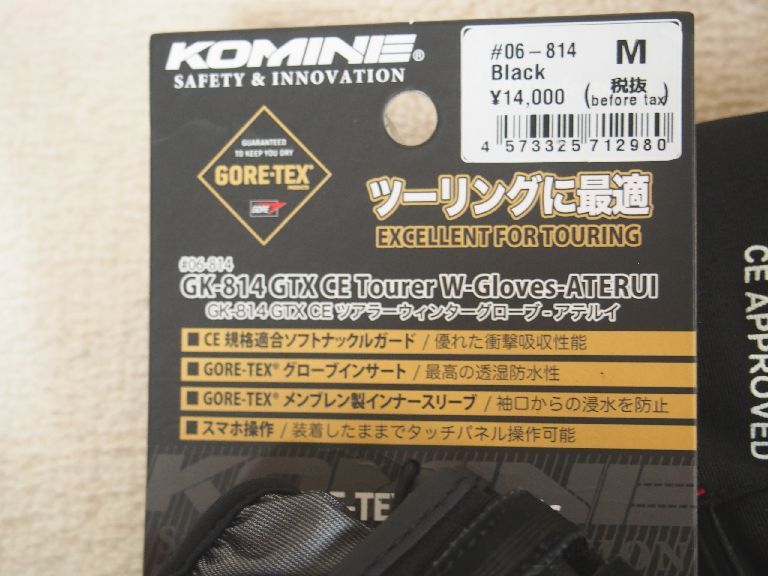 KOMINE®
SAFETY & INNOVATION
#06-814 M
Black
¥14,000 (税抜 before tax)
4 573325 712980
GUARANTEED
TO KEEP YOU DRY
GORE-TEX®
PRODUCTS
GORE
ツーリングに最適
EXCELLENT FOR TOURING
#06-814
GK-814 GTX CE Tourer W-Gloves-ATERUI
GK-814 GTX CE ツアラーウィンターグローブ-アテルイ
■ CE 規格適合ソフトナックルガード / 優れた衝撃吸収性能
■ GORE-TEX® グローブインサート / 最高の透湿防水性
■ GORE-TEX® メンブレン製インナースリーブ / 袖口からの浸水を防止
■ スマホ操作 / 装着したままでタッチパネル操作可能
KOMINE
CE APPROVED